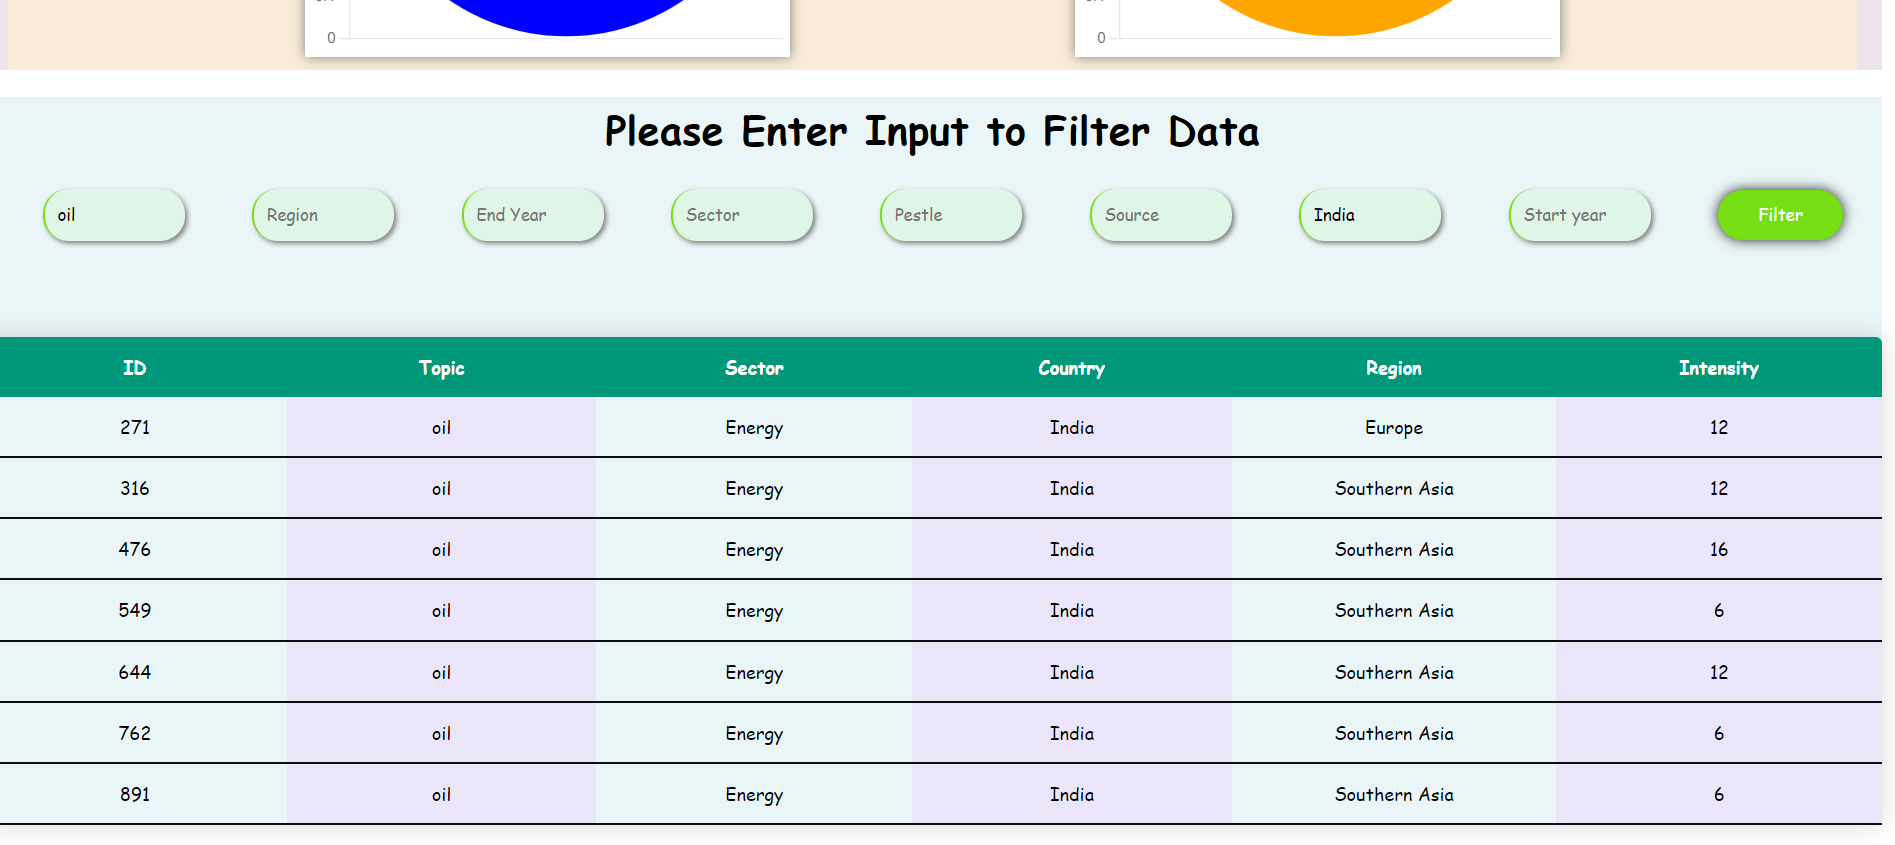 0 0
Please Enter Input to Filter Data
oil Region End Year Sector Pestle Source India Start year Filter
ID Topic Sector Country Region Intensity
271 oil Energy India Europe 12
316 oil Energy India Southern Asia 12
476 oil Energy India Southern Asia 16
549 oil Energy India Southern Asia 6
644 oil Energy India Southern Asia 12
762 oil Energy India Southern Asia 6
891 oil Energy India Southern Asia 6